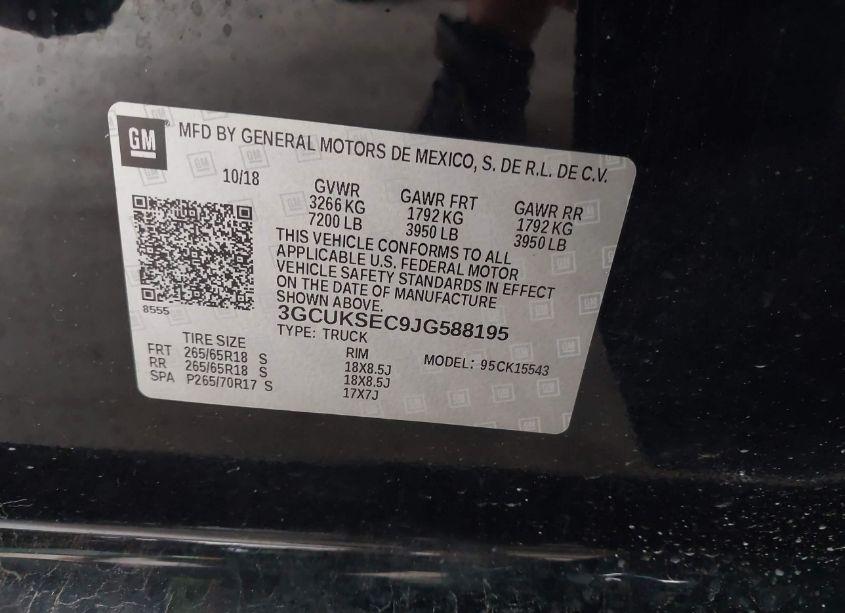 GM
MFD BY GENERAL MOTORS DE MEXICO, S. DE R.L. DE C.V.
10/18
GVWR
3266 KG
7200 LB
GAWR FRT
1792 KG
3950 LB
GAWR RR
1792 KG
3950 LB
THIS VEHICLE CONFORMS TO ALL
APPLICABLE U.S. FEDERAL MOTOR
VEHICLE SAFETY STANDARDS IN EFFECT
ON THE DATE OF MANUFACTURE
SHOWN ABOVE.
8555
3GCUKSEC9JG588195
TYPE: TRUCK
MODEL: 95CK15543
TIRE SIZE RIM
FRT 265/65R18 S 18X8.5J
RR 265/65R18 S 18X8.5J
SPA P265/70R17 S 17X7J